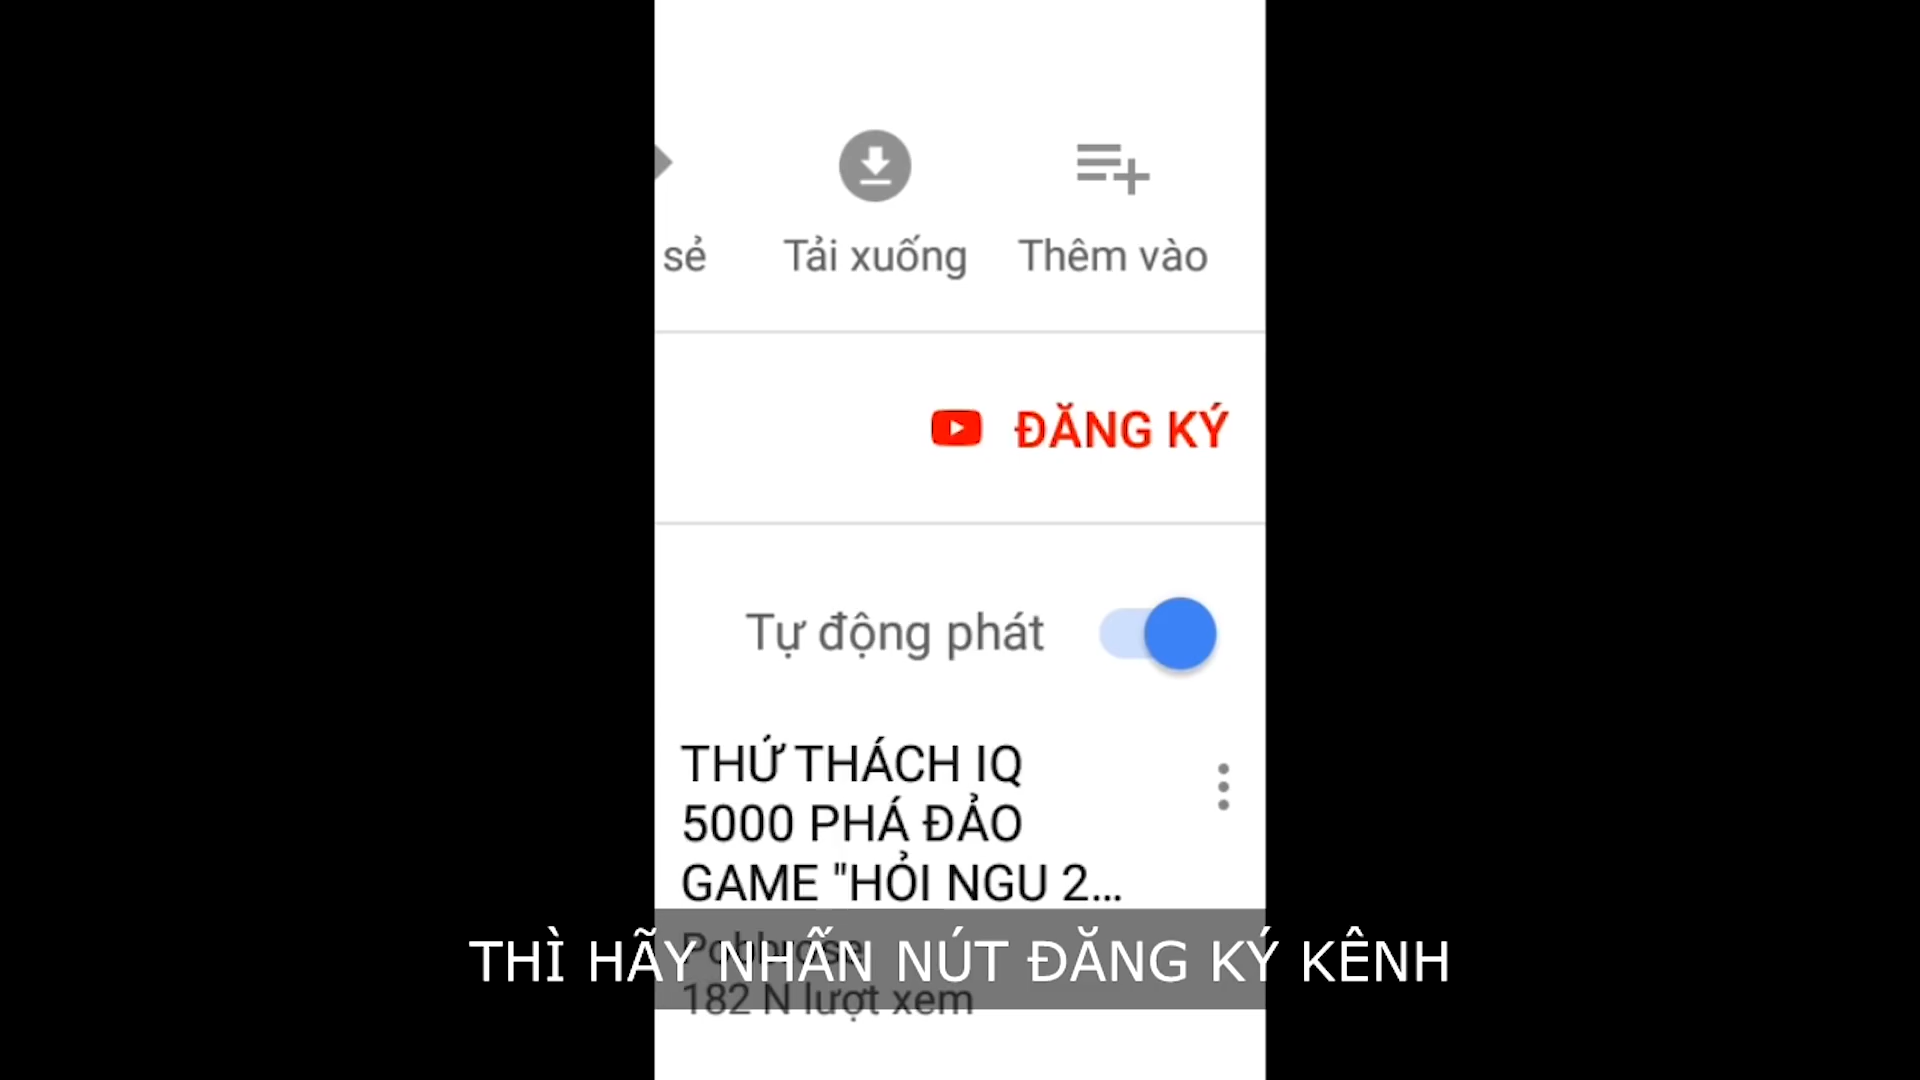 sẻ
Tải xuống
Thêm vào
ĐĂNG KÝ
Tự động phát
THỨ THÁCH IQ
5000 PHÁ ĐẢO
GAME "HỎI NGU 2...
THÌ HÃY NHẤN NÚT ĐĂNG KÝ KÊNH
182 N lượt xem